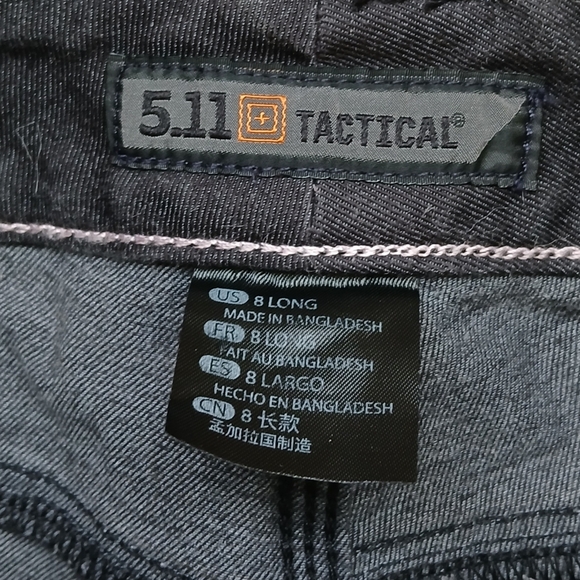 5.11 TACTICAL®
US 8 LONG
MADE IN BANGLADESH
FR 8 LONG
FAIT AU BANGLADESH
ES 8 LARGO
HECHO EN BANGLADESH
CN 8 长款
孟加拉国制造